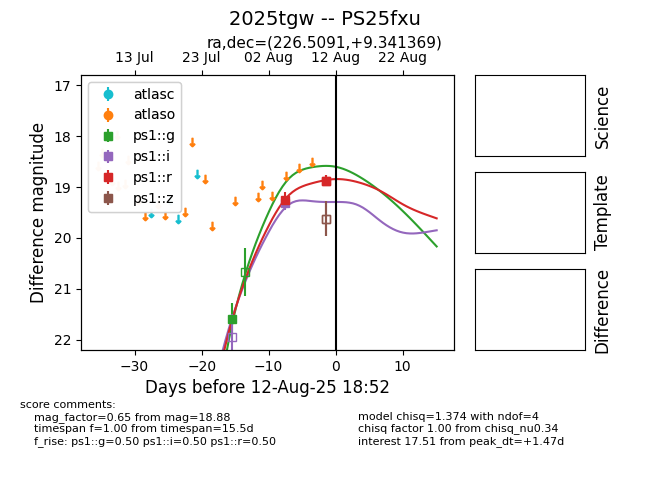 2025tgw -- PS25fxu
ra,dec=(226.5091,+9.341369)
13 Jul 23 Jul 02 Aug 12 Aug 22 Aug
17
18
19
20
21
22
Difference magnitude
atlasc
atlaso
ps1::g
ps1::i
ps1::r
ps1::z
−30 −20 −10 0 10
Days before 12-Aug-25 18:52
Science
Template
Difference
score comments:
mag_factor=0.65 from mag=18.88
timespan f=1.00 from timespan=15.5d
f_rise: ps1::g=0.50 ps1::i=0.50 ps1::r=0.50
model chisq=1.374 with ndof=4
chisq factor 1.00 from chisq_nu0.34
interest 17.51 from peak_dt=+1.47d